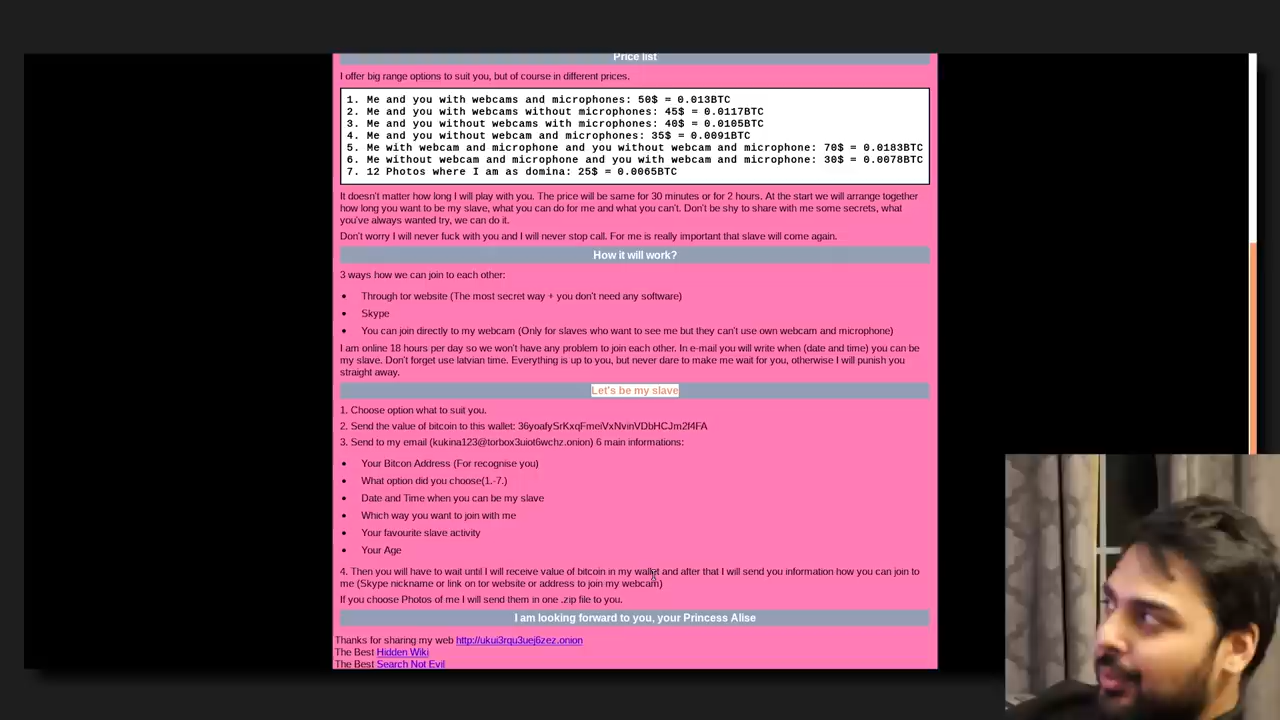 Price list
I offer big range options to suit you, but of course in different prices.
1. Me and you with webcams and microphones: 50$ = 0.013BTC
2. Me and you with webcams without microphones: 45$ = 0.0117BTC
3. Me and you without webcams with microphones: 40$ = 0.0105BTC
4. Me and you without webcam and microphones: 35$ = 0.0091BTC
5. Me with webcam and microphone and you without webcam and microphone: 70$ = 0.0183BTC
6. Me without webcam and microphone and you with webcam and microphone: 30$ = 0.0078BTC
7. 12 Photos where I am as domina: 25$ = 0.0065BTC
It doesn't matter how long I will play with you. The price will be same for 30 minutes or for 2 hours. At the start we will arrange together
how long you want to be my slave, what you can do for me and what you can't. Don't be shy to share with me some secrets, what
you've always wanted try, we can do it.
Don't worry I will never fuck with you and I will never stop call. For me is really important that slave will come again.
How it will work?
3 ways how we can join to each other:
• Through tor website (The most secret way + you don't need any software)
• Skype
• You can join directly to my webcam (Only for slaves who want to see me but they can't use own webcam and microphone)
I am online 18 hours per day so we won't have any problem to join each other. In e-mail you will write when (date and time) you can be
my slave. Don't forget use latvian time. Everything is up to you, but never dare to make me wait for you, otherwise I will punish you
straight away.
Let's be my slave
1. Choose option what to suit you.
2. Send the value of bitcoin to this wallet: 36yoafySrKxqFmeiVxNvinVDbHCJm2f4FA
3. Send to my email (kukina123@torbox3uiot6wchz.onion) 6 main informations:
• Your Bitcon Address (For recognise you)
• What option did you choose(1.-7.)
• Date and Time when you can be my slave
• Which way you want to join with me
• Your favourite slave activity
• Your Age
4. Then you will have to wait until I will receive value of bitcoin in my wallet and after that I will send you information how you can join to
me (Skype nickname or link on tor website or address to join my webcam)
If you choose Photos of me I will send them in one .zip file to you.
I am looking forward to you, your Princess Alise
Thanks for sharing my web http://ukui3rqu3uej6zez.onion
The Best Hidden Wiki
The Best Search Not Evil